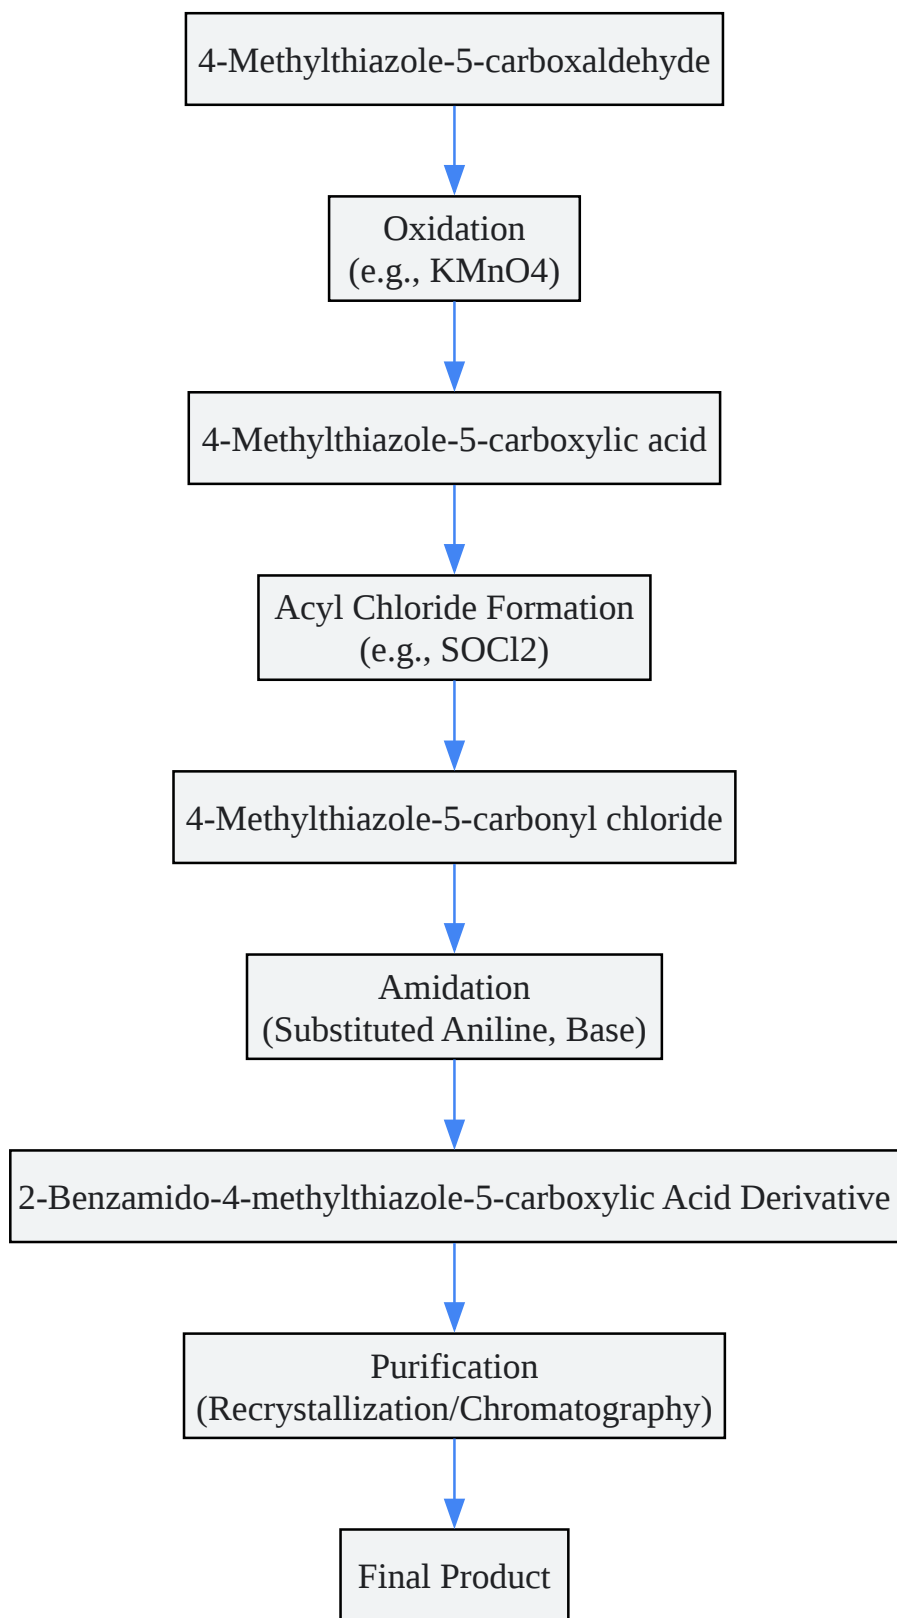 4-Methylthiazole-5-carboxaldehyde
Oxidation
(e.g., KMnO4)
4-Methylthiazole-5-carboxylic acid
Acyl Chloride Formation
(e.g., SOCl2)
4-Methylthiazole-5-carbonyl chloride
Amidation
(Substituted Aniline, Base)
2-Benzamido-4-methylthiazole-5-carboxylic Acid Derivative
Purification
(Recrystallization/Chromatography)
Final Product